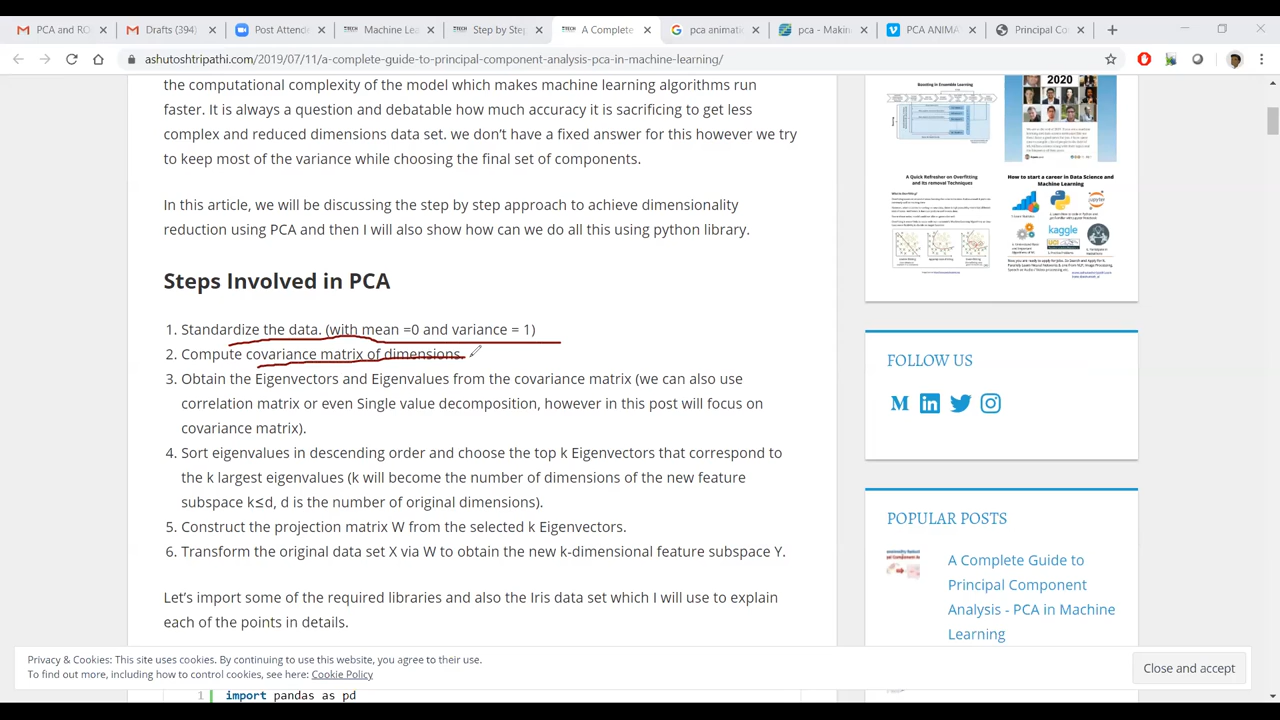 PCA and RO
Drafts (394
Post Attende
Machine Lea
Step by Step
A Complete
pca animati
pca - Makin
PCA ANIMA
Principal Co
ashutoshtripathi.com/2019/07/11/a-complete-guide-to-principal-component-analysis-pca-in-machine-learning/
the computational complexity of the model which makes machine learning algorithms run
faster. It is always a question and debatable how much accuracy it is sacrificing to get less
complex and reduced dimensions data set. we don't have a fixed answer for this however we try
to keep most of the variance while choosing the final set of components.
In this article, we will be discussing the step by step approach to achieve dimensionality
reduction using PCA and then I will also show how can we do all this using python library.
Steps Involved in PCA
1. Standardize the data. (with mean =0 and variance = 1)
2. Compute covariance matrix of dimensions.
3. Obtain the Eigenvectors and Eigenvalues from the covariance matrix (we can also use
correlation matrix or even Single value decomposition, however in this post will focus on
covariance matrix).
4. Sort eigenvalues in descending order and choose the top k Eigenvectors that correspond to
the k largest eigenvalues (k will become the number of dimensions of the new feature
subspace k≤d, d is the number of original dimensions).
5. Construct the projection matrix W from the selected k Eigenvectors.
6. Transform the original data set X via W to obtain the new k-dimensional feature subspace Y.
Let's import some of the required libraries and also the Iris data set which I will use to explain
each of the points in details.
1 import pandas as pd
Boosting in Ensemble Learning
2020
A Quick Refresher on Overfitting
and its removal Techniques
How to start a career in Data Science and
Machine Learning
jupyter
kaggle
UCI
FOLLOW US
M
POPULAR POSTS
A Complete Guide to
Principal Component
Analysis - PCA in Machine
Learning
Privacy & Cookies: This site uses cookies. By continuing to use this website, you agree to their use.
To find out more, including how to control cookies, see here: Cookie Policy
Close and accept